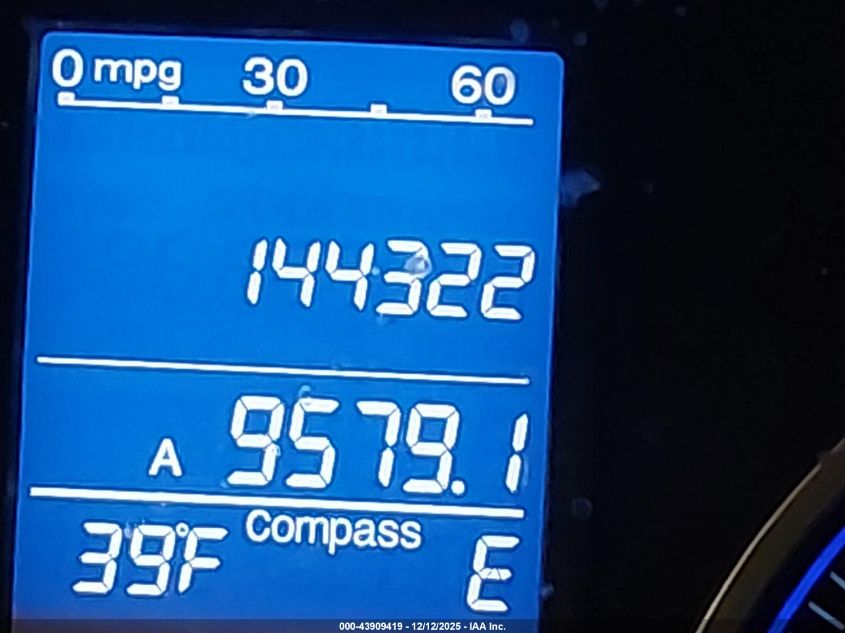 0 mpg 30 60
144322
A 9579.1
39°F Compass E
000-43909419 - 12/12/2025 - IAA Inc.